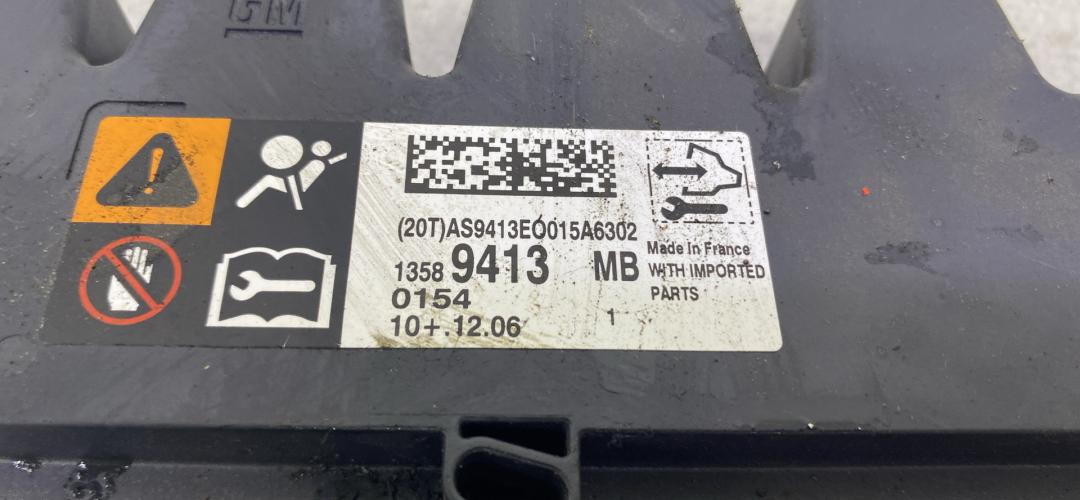 GM
(20T)AS9413EO015A6302
1358 9413 MB
0154
10+.12.06 1
Made in France
WITH IMPORTED
PARTS